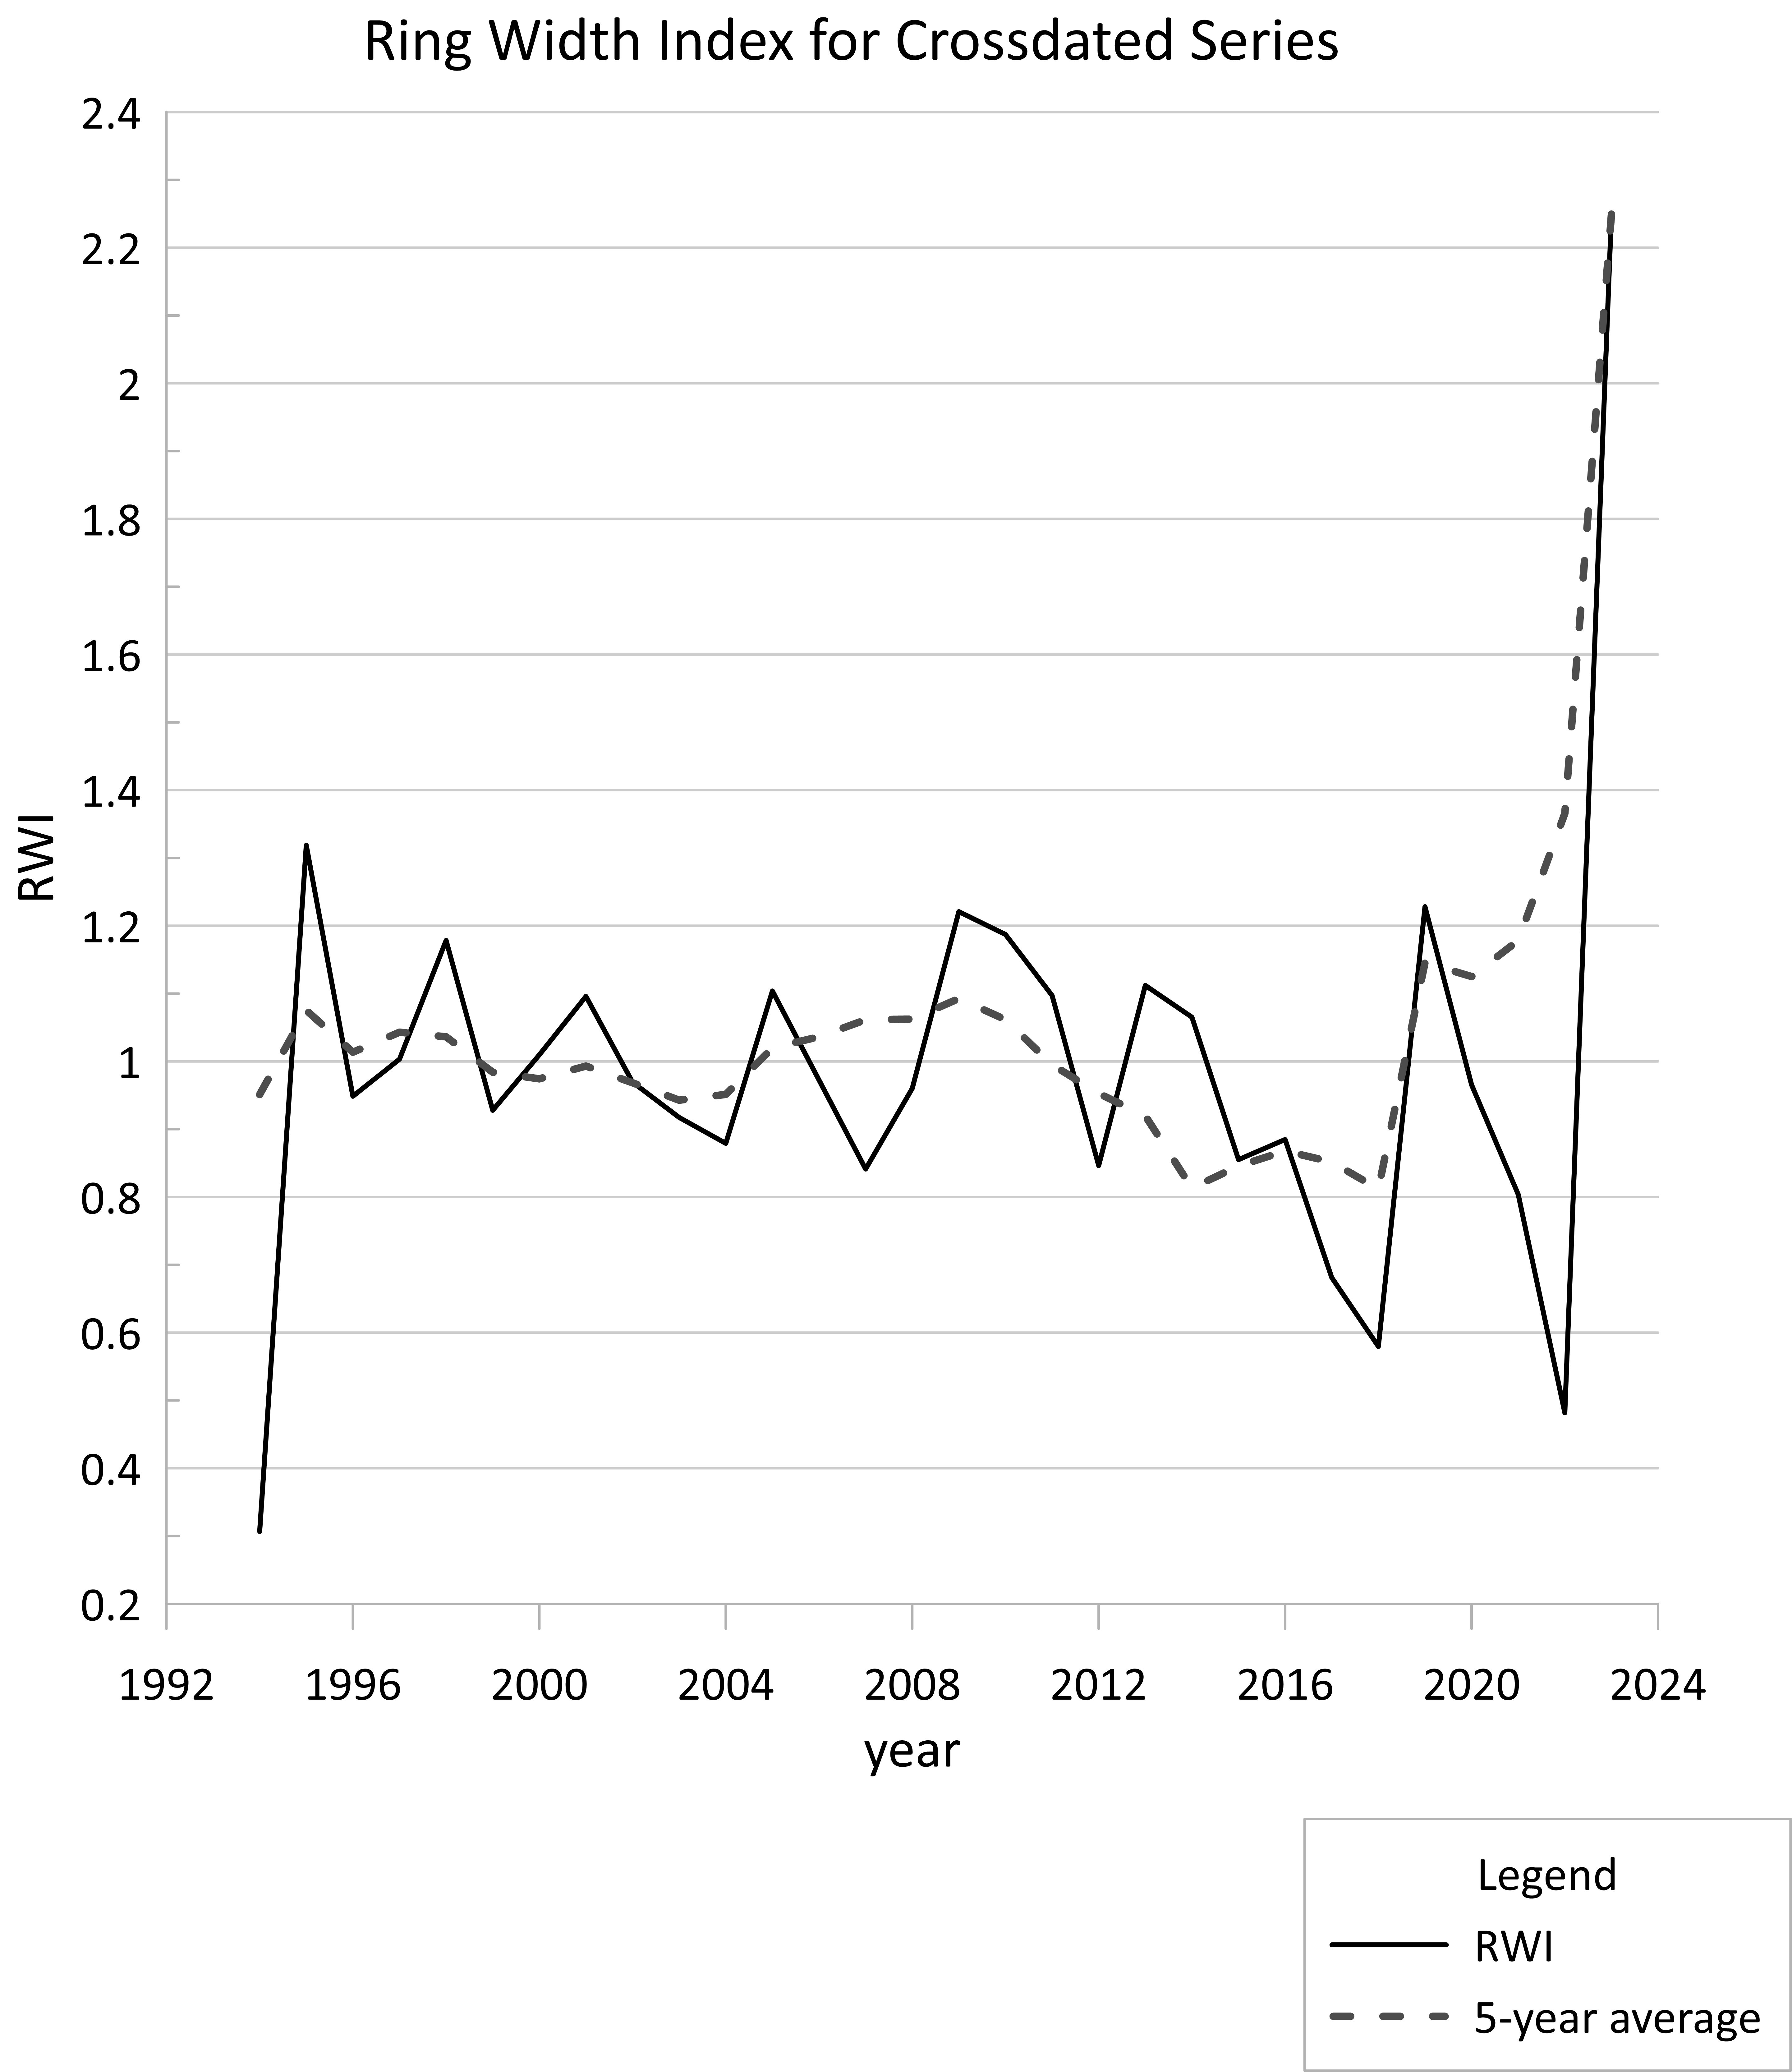 Ring Width Index for Crossdated Series
2.4
2.2
2
1.8
1.6
1.4
1.2
1
0.8
0.6
0.4
0.2
RWI
1992 1996 2000 2004 2008 2012 2016 2020 2024
year
Legend
RWI
5-year average